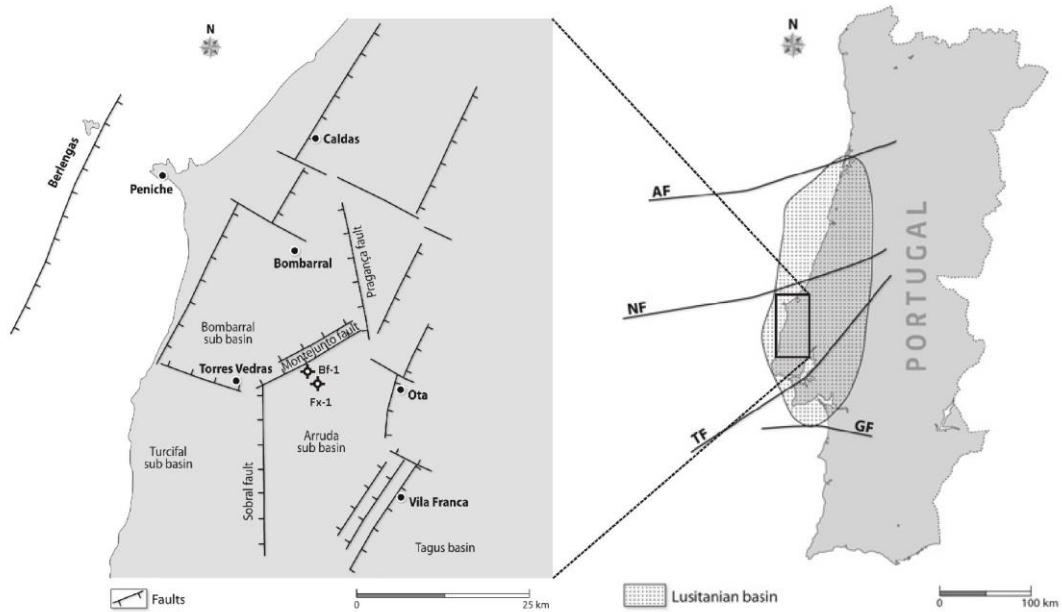 N
Berlengas
Peniche
Caldas
Bombarral
Pragança fault
Bombarral
sub basin
Montejunto fault
Torres Vedras
Bf-1
Fx-1
Ota
Turcifal
sub basin
Sobral fault
Arruda
sub basin
Vila Franca
Tagus basin
Faults
0
25 km
N
AF
NF
TF
GF
PORTUGAL
Lusitanian basin
0
100 km